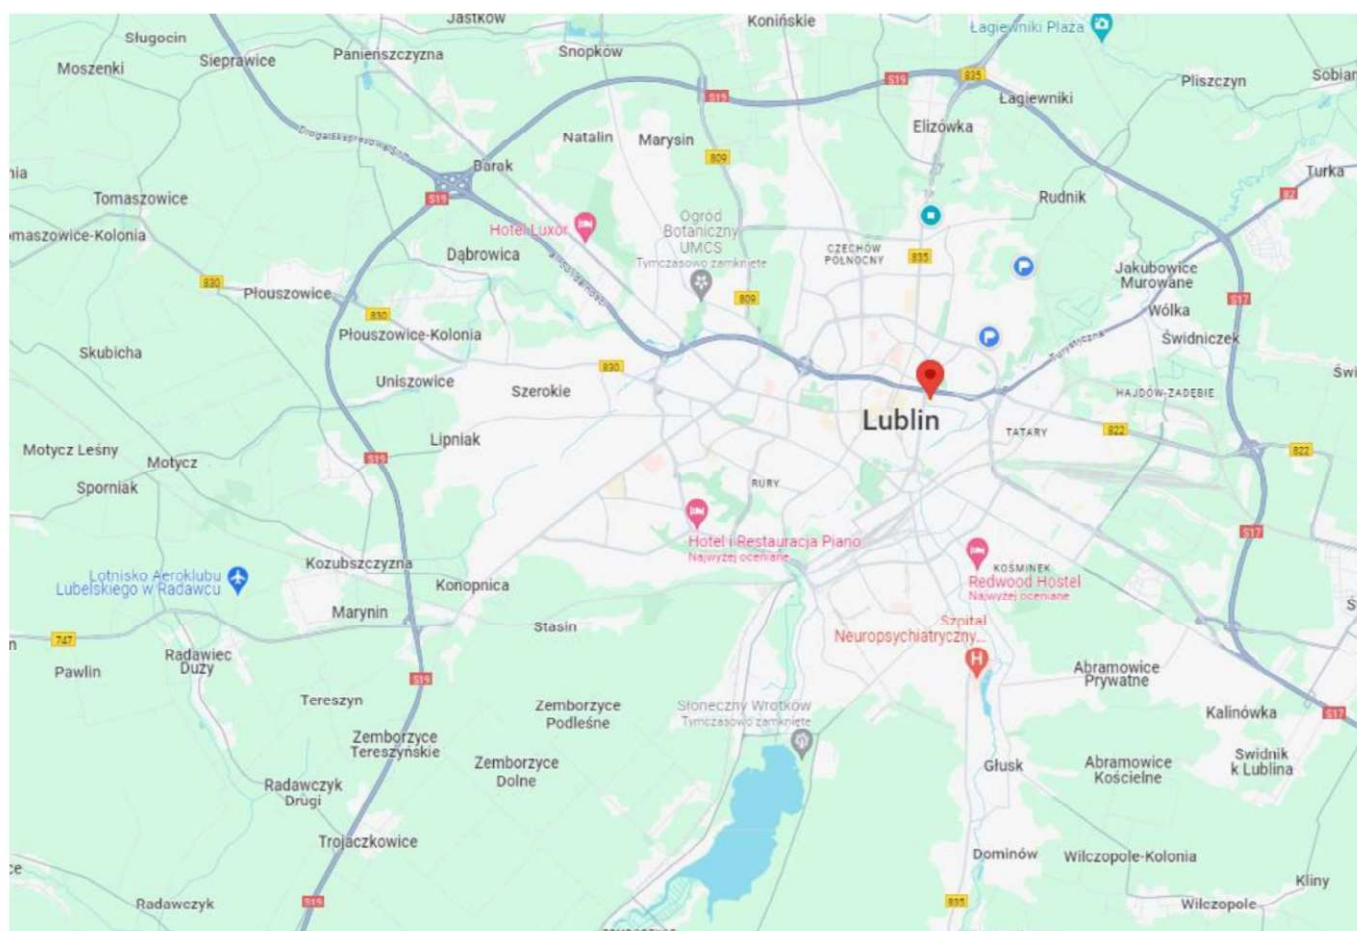 Jastków
Konińskie
Łagiewniki Plaża
Sługocin
Sieprawice
Panieńszczyzna
Snopków
Moszenki
S19
835
Pliszczyn
S19
Łagiewniki
Elizówka
Natalin
Marysin
809
Barak
Turka
82
S19
Tomaszowice
Rudnik
Ogród
Botaniczny
UMCS
Tymczasowo zamknięte
Hotel Luxor
Dąbrowica
CZECHÓW
PÓŁNOCNY
835
Jakubowice
Murowane
830
Płouszowice
809
S17
Wólka
830
Płouszowice-Kolonia
Turystyczna
Świdniczek
Skubicha
830
Uniszowice
Szerokie
HAJDÓW-ZADĘBIE
Lublin
TATARY
822
Lipniak
822
Motycz Leśny
Motycz
S19
Sporniak
RURY
Hotel i Restauracja Piano
Najwyżej oceniane
S17
Kozubszczyzna
Lotnisko Aeroklubu
Lubelskiego w Radawcu
Konopnica
KOŚMINEK
Redwood Hostel
Najwyżej oceniane
Marynin
Stasin
Szpital
Neuropsychiatryczny...
747
Radawiec
Duży
Pawlin
S19
Abramowice
Prywatne
Tereszyn
Zemborzyce
Podleśne
Słoneczny Wrotków
Tymczasowo zamknięte
Kalinówka
S17
Zemborzyce
Tereszyńskie
Zemborzyce
Dolne
Głusk
Abramowice
Kościelne
Swidnik
k Lublina
Radawczyk
Drugi
Trojaczkowice
Dominów
Wilczopole-Kolonia
Kliny
Radawczyk
S19
835
Wilczopole